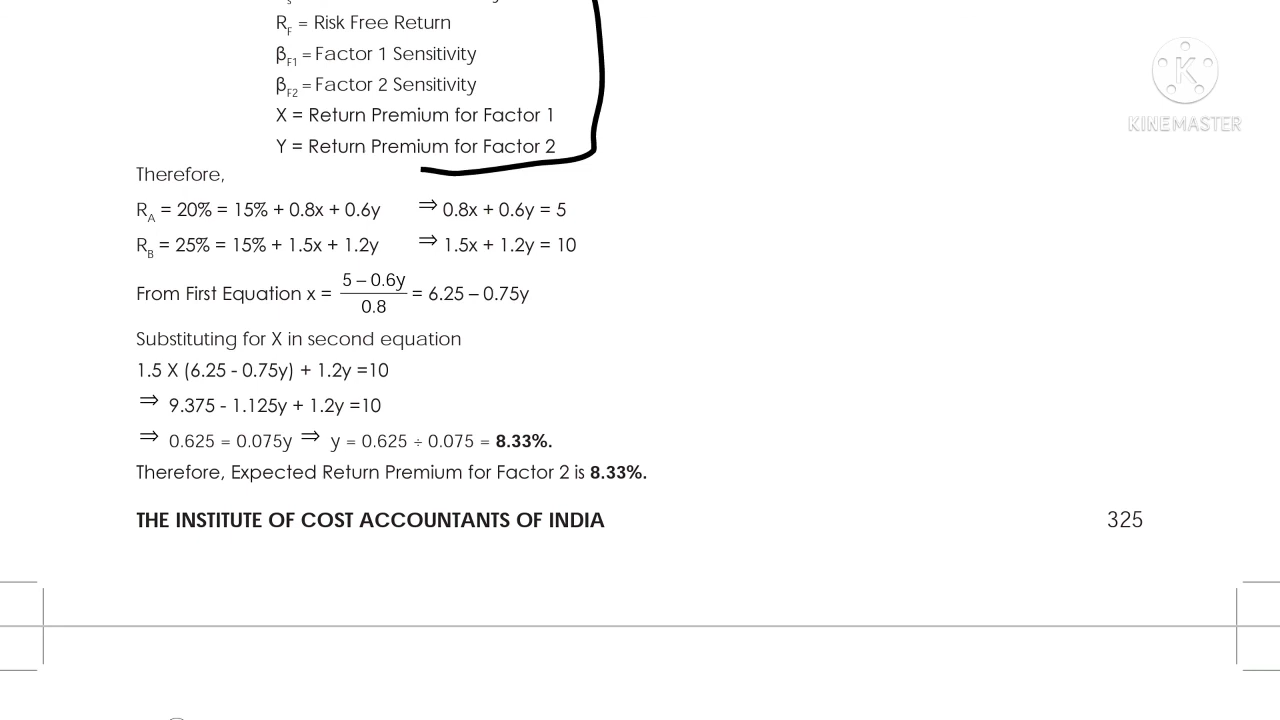 R_F = Risk Free Return
β_F1 = Factor 1 Sensitivity
β_F2 = Factor 2 Sensitivity
X = Return Premium for Factor 1
Y = Return Premium for Factor 2
KINEMASTER
Therefore,
R_A = 20% = 15% + 0.8x + 0.6y ⇒ 0.8x + 0.6y = 5
R_B = 25% = 15% + 1.5x + 1.2y ⇒ 1.5x + 1.2y = 10
From First Equation x = (5 – 0.6y)/0.8 = 6.25 – 0.75y
Substituting for X in second equation
1.5 X (6.25 - 0.75y) + 1.2y =10
⇒ 9.375 - 1.125y + 1.2y =10
⇒ 0.625 = 0.075y ⇒ y = 0.625 ÷ 0.075 = 8.33%.
Therefore, Expected Return Premium for Factor 2 is 8.33%.
THE INSTITUTE OF COST ACCOUNTANTS OF INDIA 325